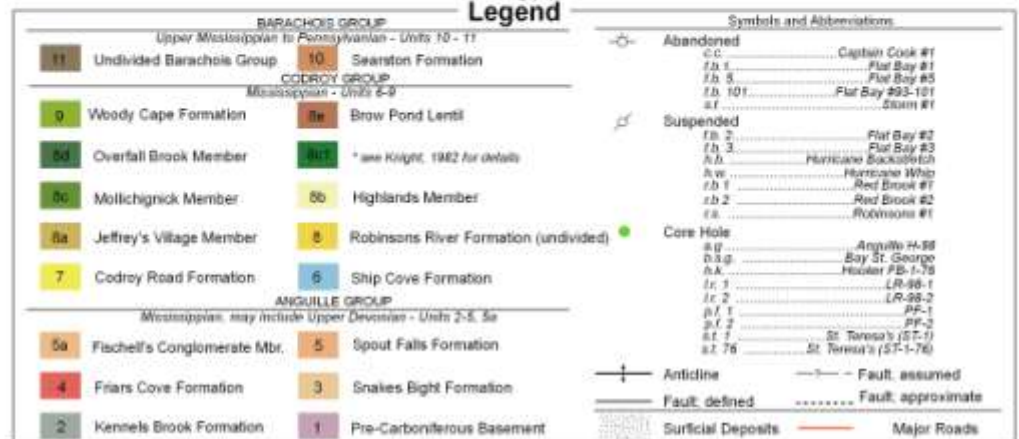 Legend
BARACHOIS GROUP
Upper Mississippian to Pennsylvanian - Units 10 - 11
11 Undivided Barachois Group 10 Searston Formation
CODROY GROUP
Mississippian - Units 6-9
9 Woody Cape Formation 8e Brow Pond Lentil
8d Overfall Brook Member 8c1 * see Knight, 1982 for details
8c Mollichignick Member 8b Highlands Member
8a Jeffrey's Village Member 8 Robinsons River Formation (undivided)
7 Codroy Road Formation 6 Ship Cove Formation
ANGUILLE GROUP
Mississippian, may include Upper Devonian - Units 2-5, 5a
5a Fischell's Conglomerate Mbr. 5 Spout Falls Formation
4 Friars Cove Formation 3 Snakes Bight Formation
2 Kennels Brook Formation 1 Pre-Carboniferous Basement
Symbols and Abbreviations
Abandoned
c.c. Captain Cook #1
f.b 1 Flat Bay #1
f.b. 5 Flat Bay #5
f.b. 101 Flat Bay #93-101
s.t Storm #1
Suspended
f.b. 2 Flat Bay #2
f.b. 3 Flat Bay #3
h.b. Hurricane Backstretch
h.w. Hurricane Whip
r.b 1 Red Brook #1
r.b 2 Red Brook #2
r.s. Robinsons #1
Core Hole
a.g Anguille H-98
b.s.g. Bay St. George
h.k. Hooker FB-1-76
l.r. 1 LR-98-1
l.r. 2 LR-98-2
p.f. 1 PF-1
p.f. 2 PF-2
s.t. 1 St. Teresa's (ST-1)
s.t. 76 St. Teresa's (ST-1-76)
Anticline ? Fault, assumed
Fault, defined Fault, approximate
Surficial Deposits Major Roads